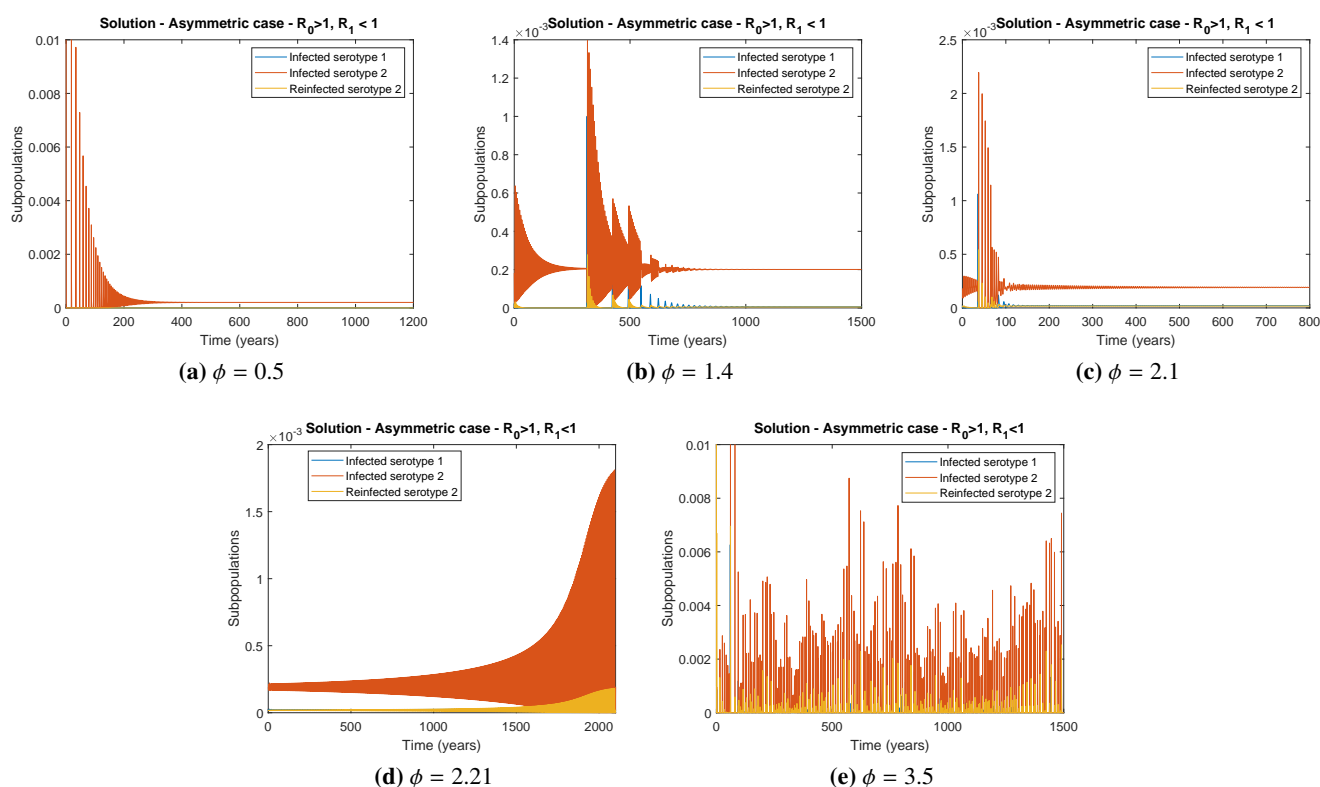 Solution - Asymmetric case - R0>1, R1 < 1
Infected serotype 1
Infected serotype 2
Reinfected serotype 2
Subpopulations
0.01
0.008
0.006
0.004
0.002
0
0 200 400 600 800 1000 1200
Time (years)
(a) ϕ = 0.5
×10-3
Solution - Asymmetric case - R0>1, R1 < 1
Infected serotype 1
Infected serotype 2
Reinfected serotype 2
Subpopulations
1.4
1.2
1
0.8
0.6
0.4
0.2
0
0 500 1000 1500
Time (years)
(b) ϕ = 1.4
×10-3
Solution - Asymmetric case - R0>1, R1 < 1
Infected serotype 1
Infected serotype 2
Reinfected serotype 2
Subpopulations
2.5
2
1.5
1
0.5
0
0 100 200 300 400 500 600 700 800
Time (years)
(c) ϕ = 2.1
×10-3
Solution - Asymmetric case - R0>1, R1<1
Infected serotype 1
Infected serotype 2
Reinfected serotype 2
Subpopulations
2
1.5
1
0.5
0
0 500 1000 1500 2000
Time (years)
(d) ϕ = 2.21
Solution - Asymmetric case - R0>1, R1<1
Infected serotype 1
Infected serotype 2
Reinfected serotype 2
Subpopulations
0.01
0.008
0.006
0.004
0.002
0
0 500 1000 1500
Time (years)
(e) ϕ = 3.5